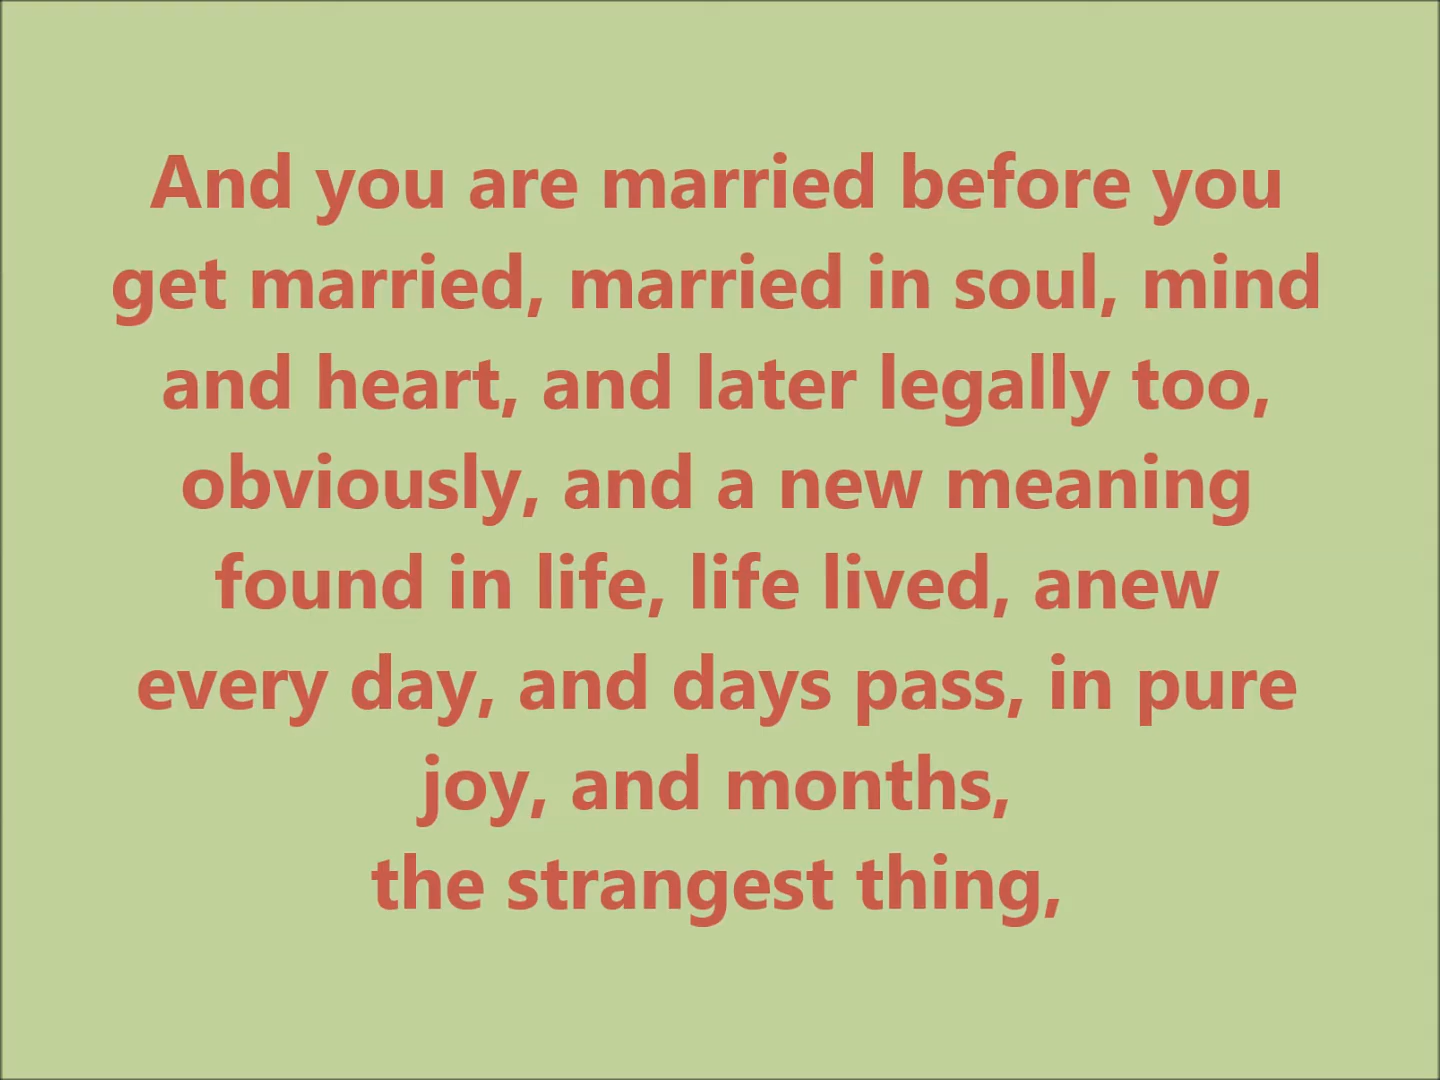 And you are married before you
get married, married in soul, mind
and heart, and later legally too,
obviously, and a new meaning
found in life, life lived, anew
every day, and days pass, in pure
joy, and months,
the strangest thing,